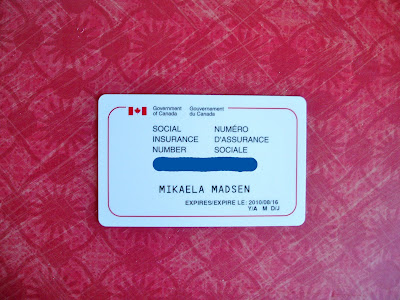 Government Gouvernement
of Canada du Canada
SOCIAL NUMÉRO
INSURANCE D'ASSURANCE
NUMBER SOCIALE
MIKAELA MADSEN
EXPIRES/EXPIRE LE: 2010/08/16
Y/A M D/J